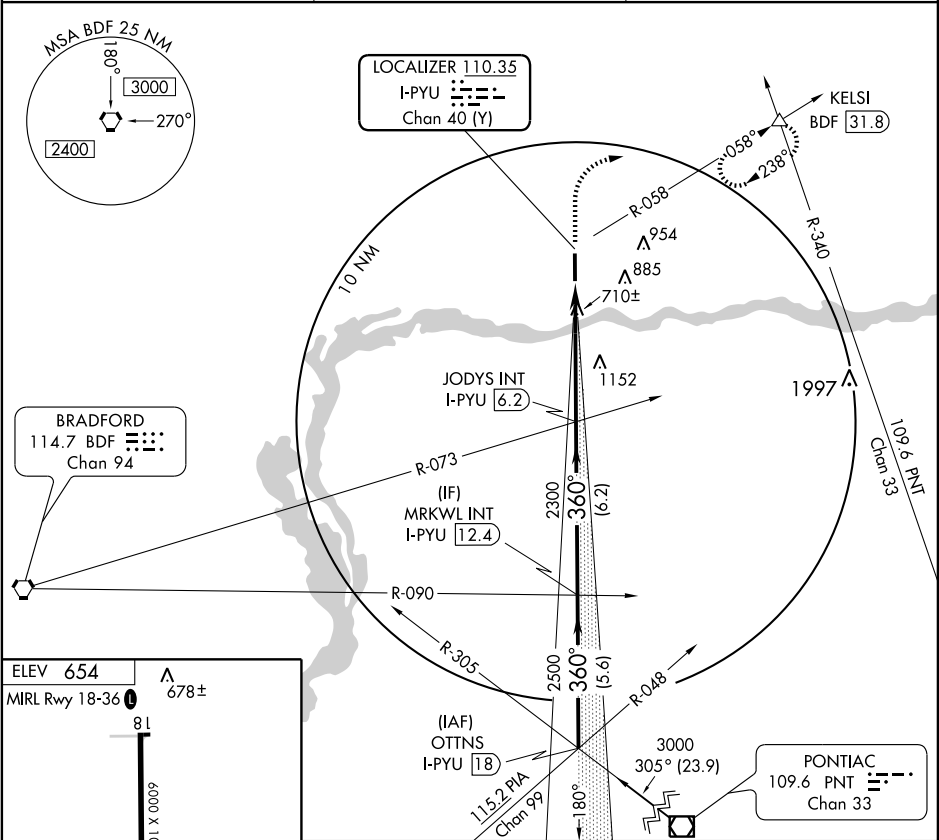 MSA BDF 25 NM
180°
3000
270°
2400
LOCALIZER 110.35
I-PYU
Chan 40 (Y)
KELSI
BDF 31.8
058°
238°
R-058
R-340
954
885
710±
10 NM
1152
1997
JODYS INT
I-PYU 6.2
BRADFORD
114.7 BDF
Chan 94
R-073
109.6 PNT
Chan 33
2300
360°
(6.2)
(IF)
MRKWL INT
I-PYU 12.4
R-090
R-305
2500
360°
(5.6)
R-048
ELEV 654
678±
MIRL Rwy 18-36 L
18
6000 X 10
(IAF)
OTTNS
I-PYU 18
115.2 PIA
Chan 99
180°
3000
305° (23.9)
PONTIAC
109.6 PNT
Chan 33